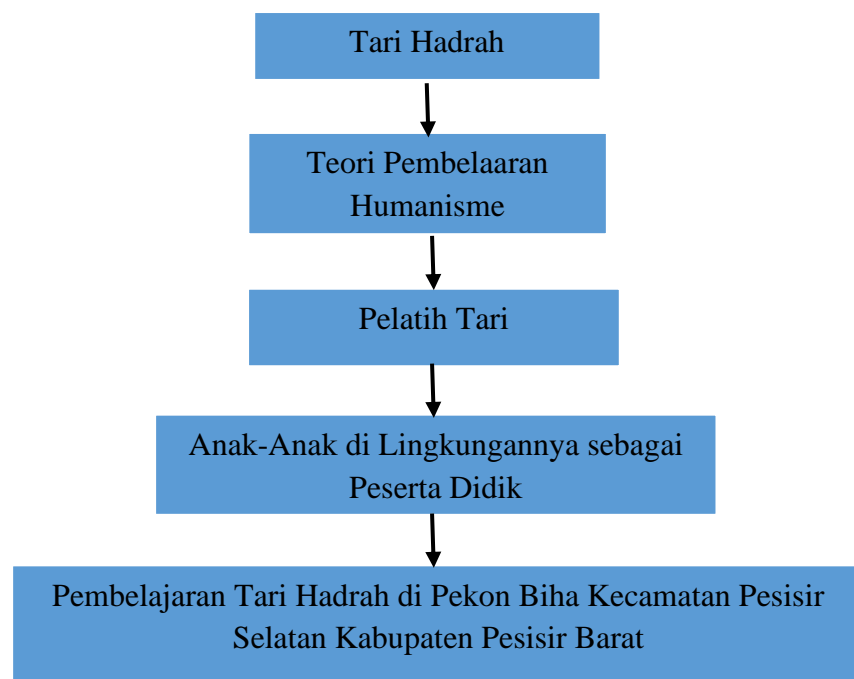 Tari Hadrah
Teori Pembelaaran
Humanisme
Pelatih Tari
Anak-Anak di Lingkungannya sebagai
Peserta Didik
Pembelajaran Tari Hadrah di Pekon Biha Kecamatan Pesisir
Selatan Kabupaten Pesisir Barat